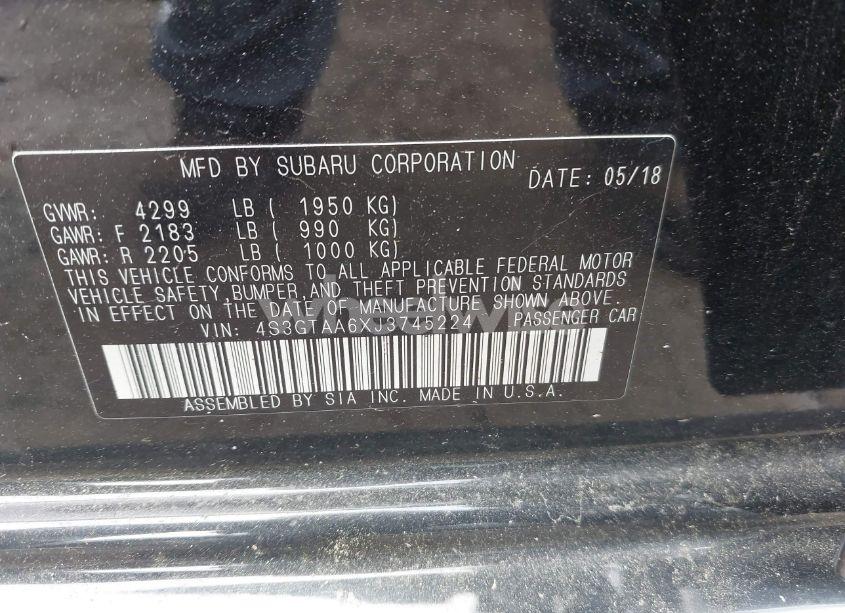 MFD BY SUBARU CORPORATION
DATE: 05/18
GVWR: 4299 LB ( 1950 KG)
GAWR: F 2183 LB ( 990 KG)
GAWR: R 2205 LB ( 1000 KG)
THIS VEHICLE CONFORMS TO ALL APPLICABLE FEDERAL MOTOR
VEHICLE SAFETY, BUMPER, AND THEFT PREVENTION STANDARDS
IN EFFECT ON THE DATE OF MANUFACTURE SHOWN ABOVE.
VIN: 4S3GTAA6XJ3745224 PASSENGER CAR
ASSEMBLED BY SIA INC. MADE IN U.S.A.